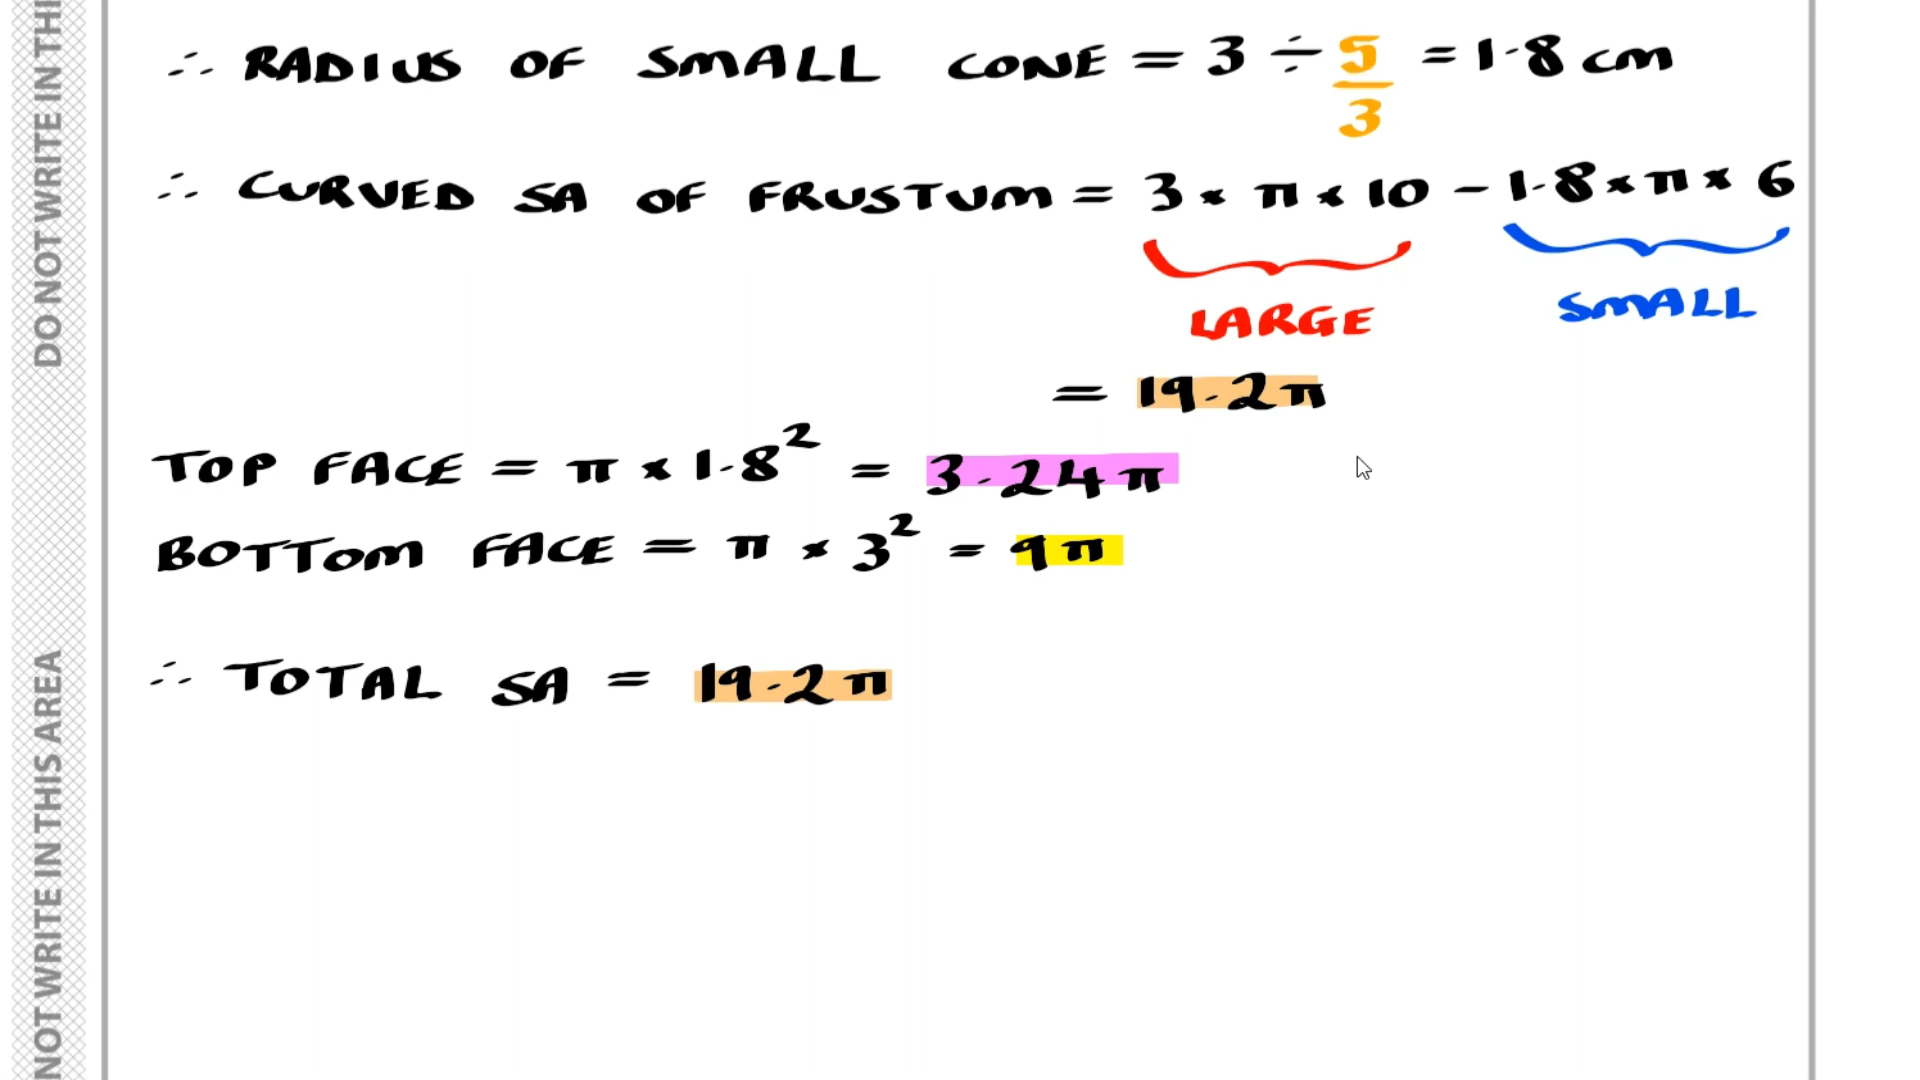 DO NOT WRITE IN THI
NOT WRITE IN THIS AREA
∴ RADIUS OF SMALL CONE = 3 ÷ 5/3 = 1.8 cm
∴ CURVED SA OF FRUSTUM = 3 × π × 10 - 1.8 × π × 6
LARGE
SMALL
= 19.2π
TOP FACE = π × 1.8² = 3.24π
BOTTOM FACE = π × 3² = 9π
∴ TOTAL SA = 19.2π